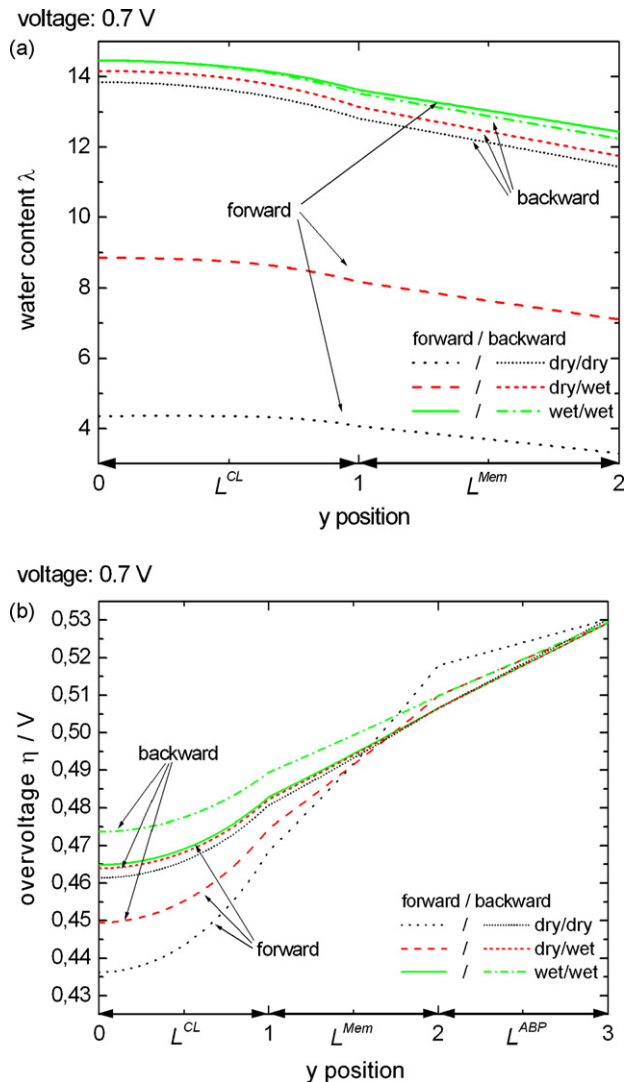 voltage: 0.7 V
(a)
water content λ
14
12
10
8
6
4
forward
backward
forward / backward
/ dry/dry
/ dry/wet
/ wet/wet
0 1 2
L^CL L^Mem
y position
voltage: 0.7 V
(b)
overvoltage η / V
0,53
0,52
0,51
0,50
0,49
0,48
0,47
0,46
0,45
0,44
0,43
backward
forward
forward / backward
/ dry/dry
/ dry/wet
/ wet/wet
0 1 2 3
L^CL L^Mem L^ABP
y position